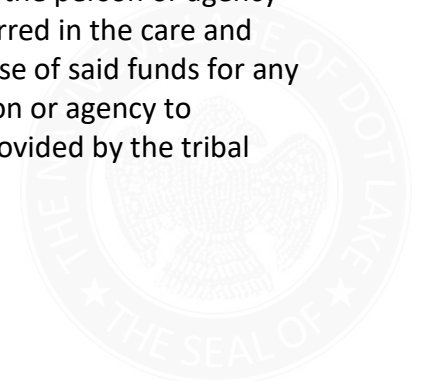 the person or agency
rred in the care and
se of said funds for any
on or agency to
ovided by the tribal
THE NATIVE VILLAGE OF DOT LAKE
THE SEAL OF